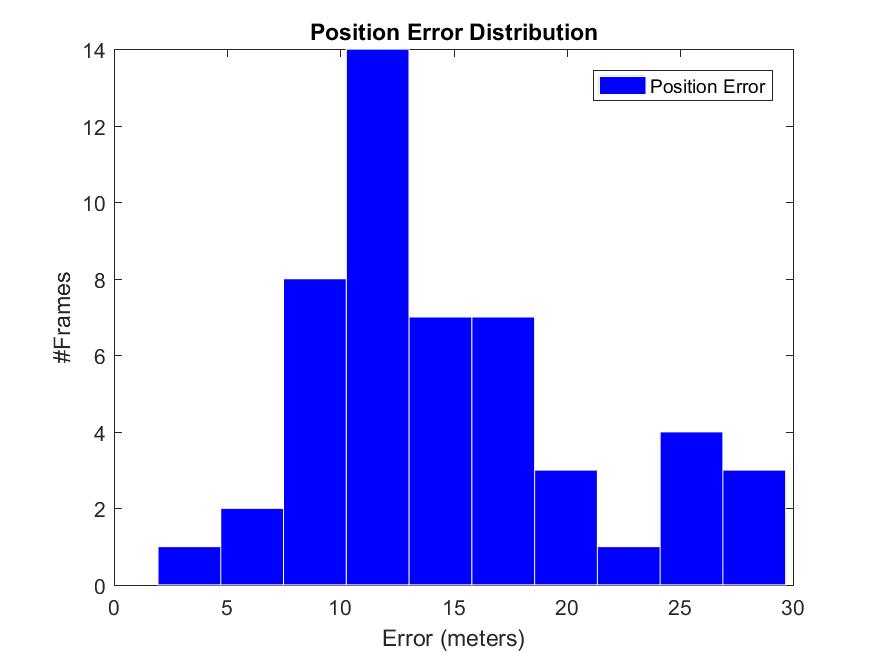 Position Error Distribution
Position Error
14
12
10
8
6
4
2
0
#Frames
0 5 10 15 20 25 30
Error (meters)